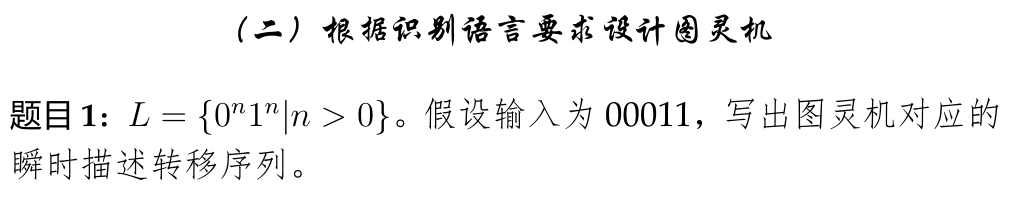 （二）根据识别语言要求设计图灵机
题目 1：L = {0ⁿ1ⁿ|n > 0}。假设输入为 00011，写出图灵机对应的
瞬时描述转移序列。